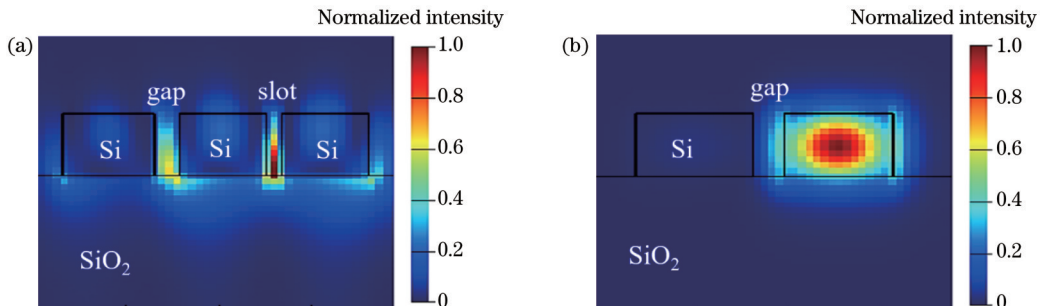 Normalized intensity
(a)
1.0
gap
slot
0.8
Si
Si
Si
0.6
0.4
0.2
SiO2
0
Normalized intensity
(b)
1.0
gap
0.8
Si
0.6
0.4
0.2
SiO2
0